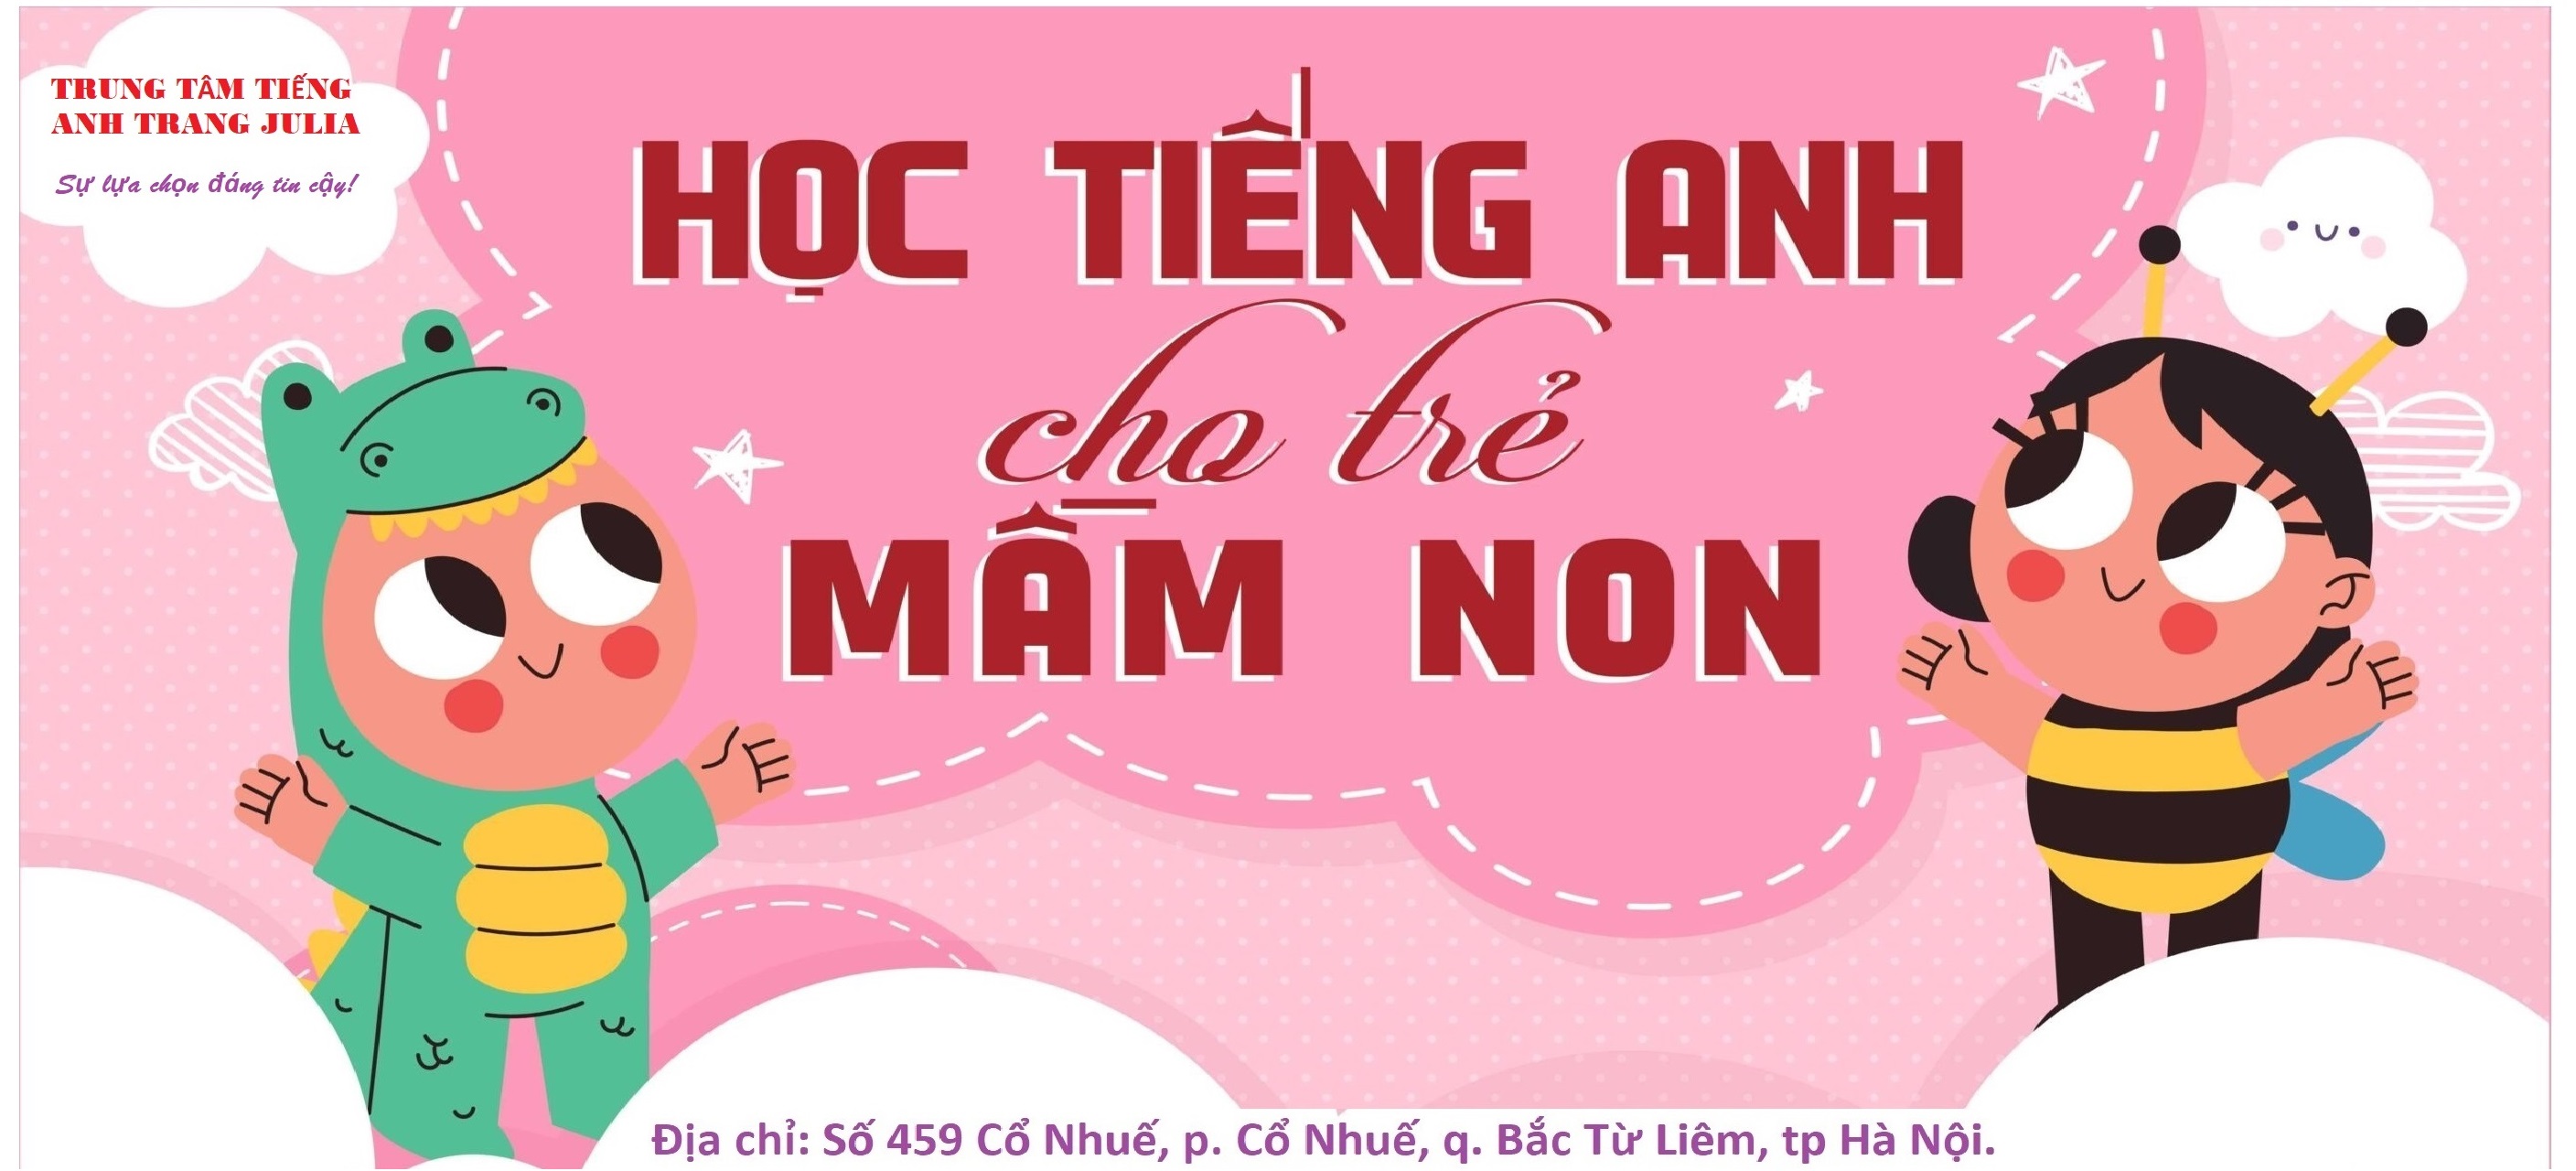 TRUNG TÂM TIẾNG
ANH TRANG JULIA
Sự lựa chọn đáng tin cậy!
HỌC TIẾNG ANH
cho trẻ
MẦM NON
Địa chỉ: Số 459 Cổ Nhuế, p. Cổ Nhuế, q. Bắc Từ Liêm, tp Hà Nội.